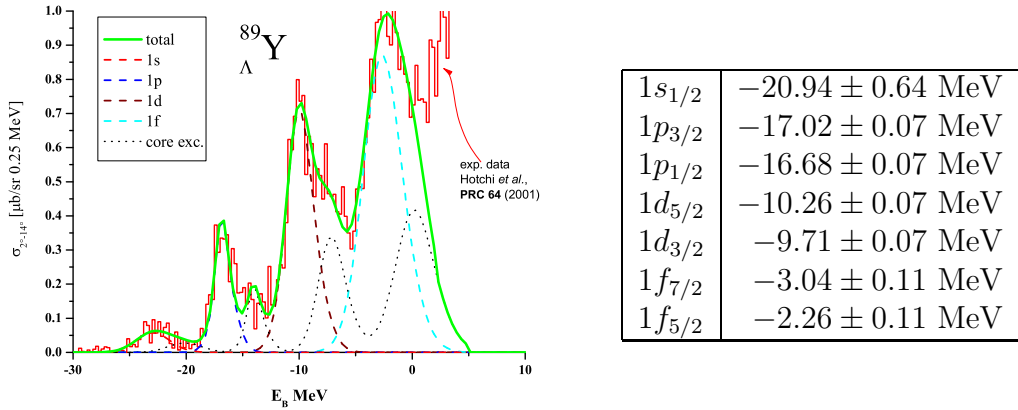 1.0
0.9
0.8
0.7
0.6
0.5
0.4
0.3
0.2
0.1
0.0
σ2°-14° [μb/sr 0.25 MeV]
total
1s
1p
1d
1f
core exc.
89ΛY
exp. data
Hotchi et al.,
PRC 64 (2001)
-30 -20 -10 0 10
EB MeV
1s1/2 −20.94 ± 0.64 MeV
1p3/2 −17.02 ± 0.07 MeV
1p1/2 −16.68 ± 0.07 MeV
1d5/2 −10.26 ± 0.07 MeV
1d3/2 −9.71 ± 0.07 MeV
1f7/2 −3.04 ± 0.11 MeV
1f5/2 −2.26 ± 0.11 MeV